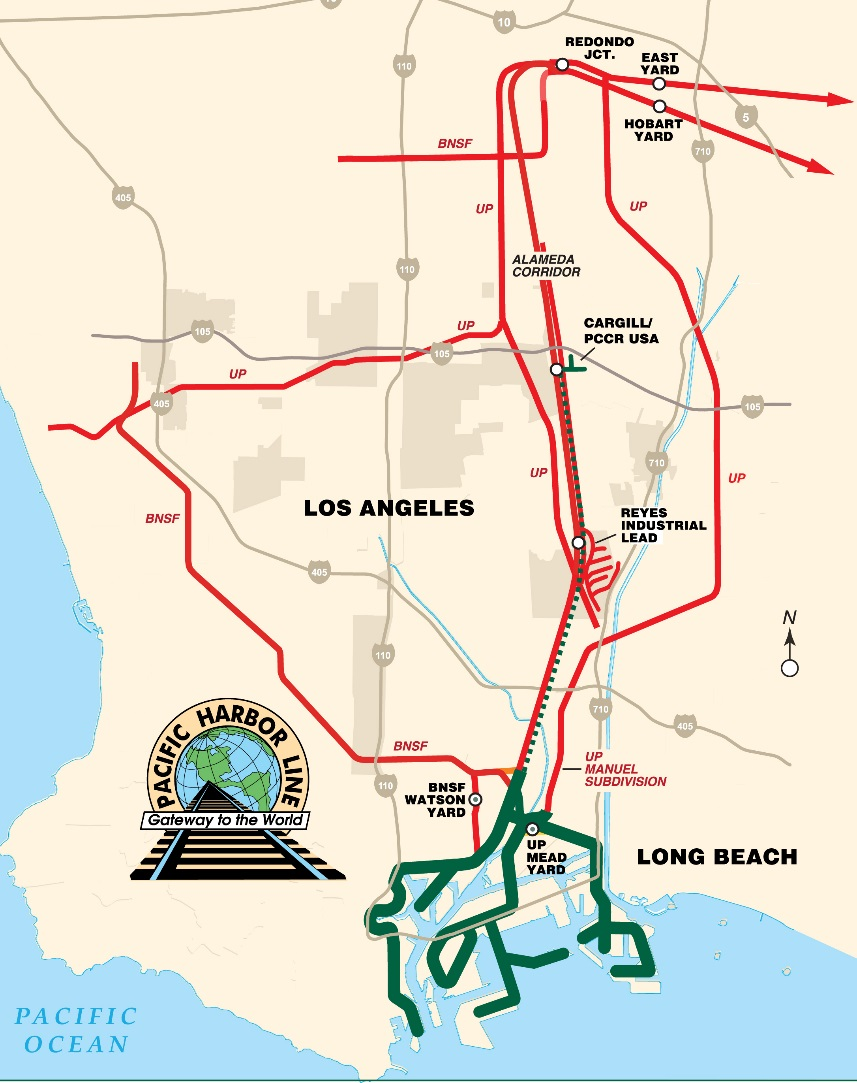 10
REDONDO
JCT.
110
EAST
YARD
5
HOBART
YARD
BNSF
710
405
UP
UP
ALAMEDA
CORRIDOR
110
105
UP
CARGILL/
PCCR USA
105
UP
405
105
710
UP
UP
LOS ANGELES
BNSF
REYES
INDUSTRIAL
LEAD
405
N
110
710
405
PACIFIC HARBOR LINE
Gateway to the World
BNSF
UP
MANUEL
SUBDIVISION
110
BNSF
WATSON
YARD
UP
MEAD
YARD
LONG BEACH
PACIFIC
OCEAN